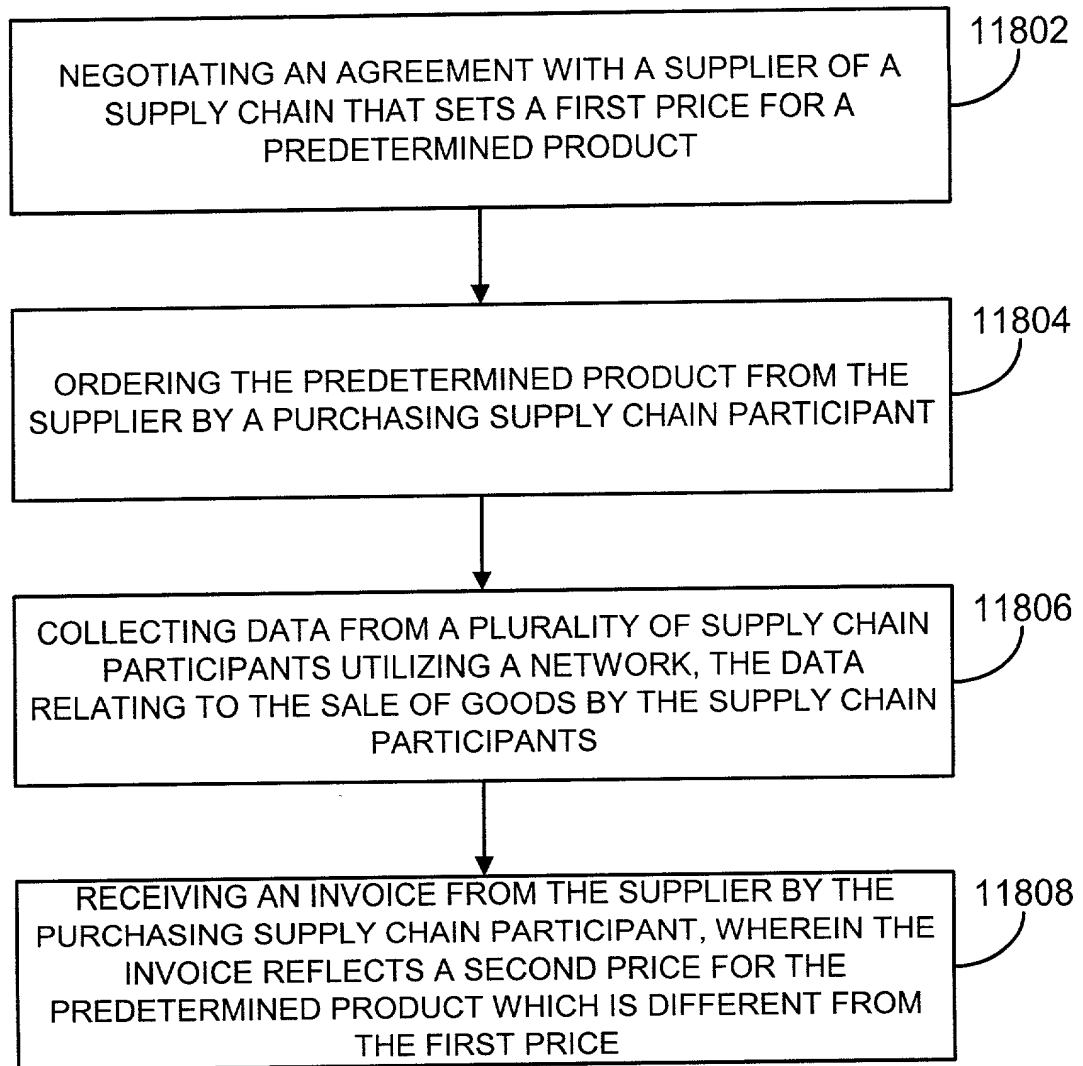 11802
NEGOTIATING AN AGREEMENT WITH A SUPPLIER OF A
SUPPLY CHAIN THAT SETS A FIRST PRICE FOR A
PREDETERMINED PRODUCT
11804
ORDERING THE PREDETERMINED PRODUCT FROM THE
SUPPLIER BY A PURCHASING SUPPLY CHAIN PARTICIPANT
11806
COLLECTING DATA FROM A PLURALITY OF SUPPLY CHAIN
PARTICIPANTS UTILIZING A NETWORK, THE DATA
RELATING TO THE SALE OF GOODS BY THE SUPPLY CHAIN
PARTICIPANTS
11808
RECEIVING AN INVOICE FROM THE SUPPLIER BY THE
PURCHASING SUPPLY CHAIN PARTICIPANT, WHEREIN THE
INVOICE REFLECTS A SECOND PRICE FOR THE
PREDETERMINED PRODUCT WHICH IS DIFFERENT FROM
THE FIRST PRICE